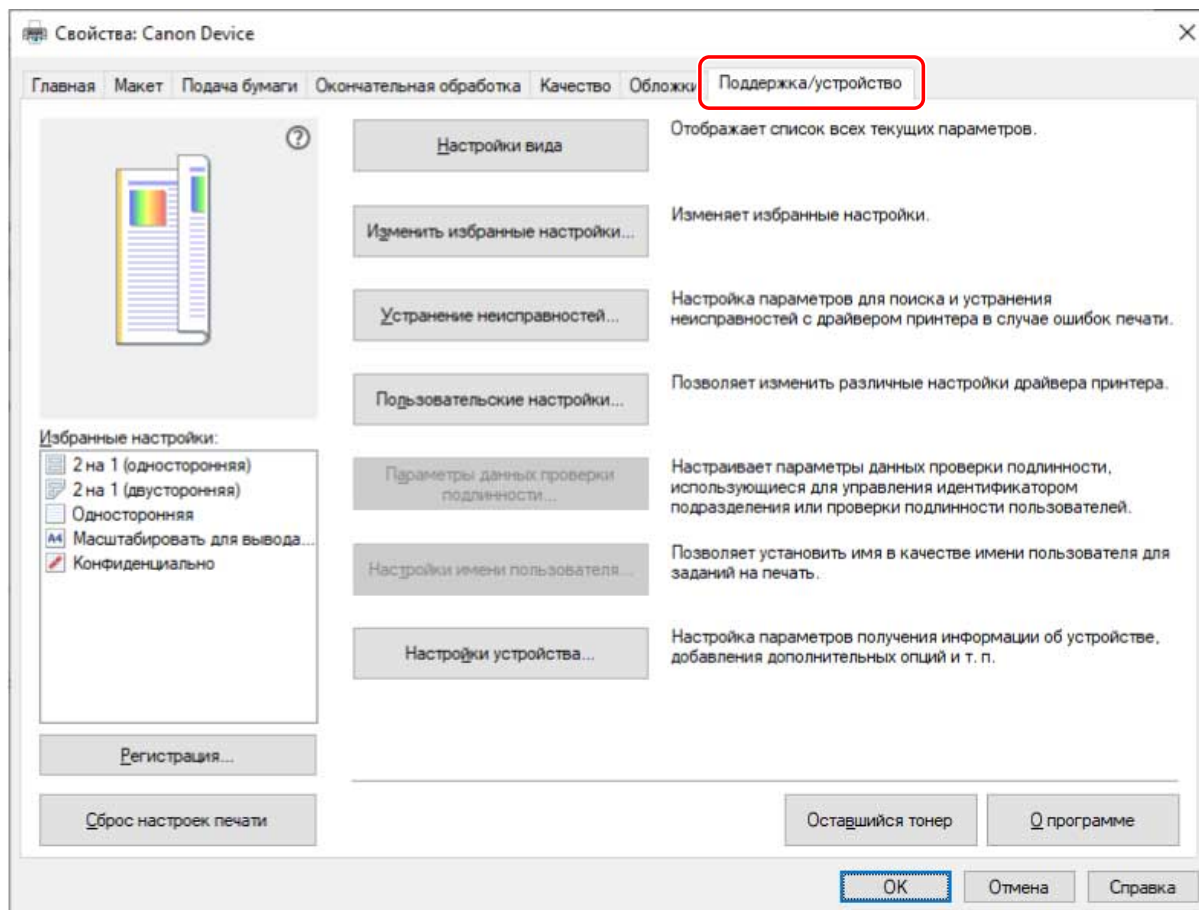 Свойства: Canon Device
Главная Макет Подача бумаги Окончательная обработка Качество Обложки Поддержка/устройство
Настройки вида
Отображает список всех текущих параметров.
Изменить избранные настройки...
Изменяет избранные настройки.
Устранение неисправностей...
Настройка параметров для поиска и устранения
неисправностей с драйвером принтера в случае ошибок печати.
Пользовательские настройки...
Позволяет изменить различные настройки драйвера принтера.
Параметры данных проверки
подлинности...
Настраивает параметры данных проверки подлинности,
использующиеся для управления идентификатором
подразделения или проверки подлинности пользователей.
Настройки имени пользователя...
Позволяет установить имя в качестве имени пользователя для
заданий на печать.
Настройки устройства...
Настройка параметров получения информации об устройстве,
добавления дополнительных опций и т. п.
Избранные настройки:
2 на 1 (односторонняя)
2 на 1 (двусторонняя)
Односторонняя
A4 Масштабировать для вывода...
Конфиденциально
Регистрация...
Сброс настроек печати
Оставшийся тонер
О программе
OK
Отмена
Справка